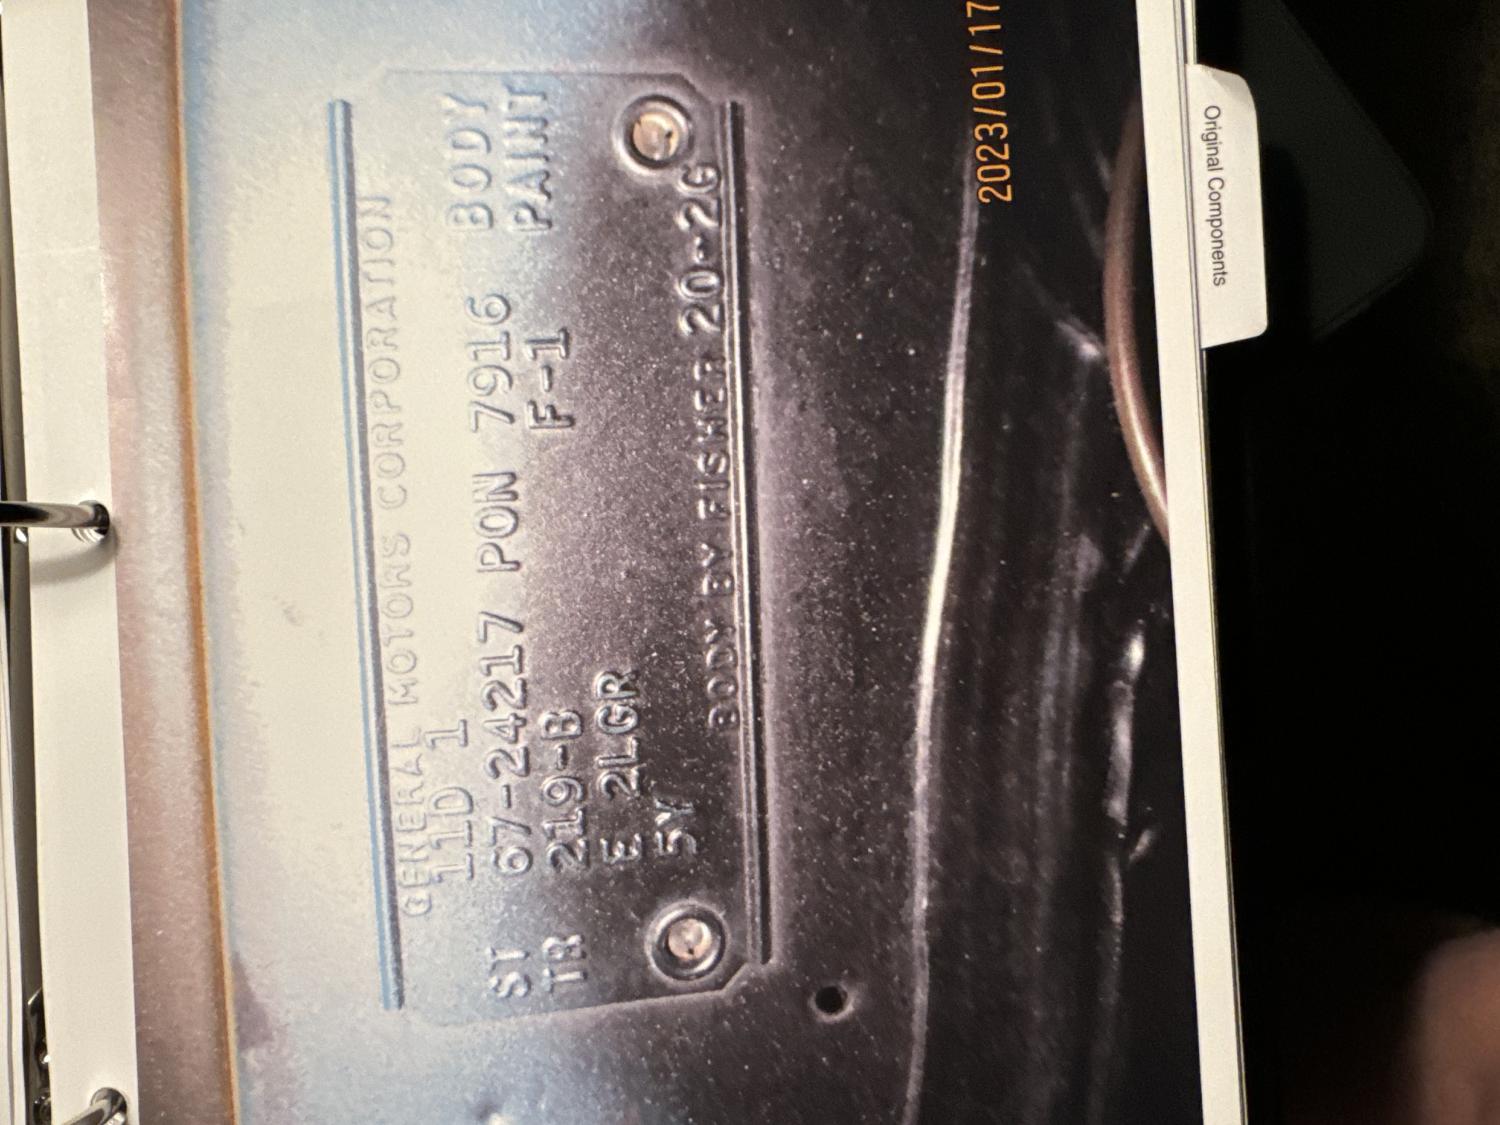 GENERAL MOTORS CORPORATION
11D 1
ST 67-24217 PON 7916 BODY
TR 219-B F-1 PAINT
E 2LGR
5Y
BODY BY FISHER 20-2G
2023/01/17
Original Components